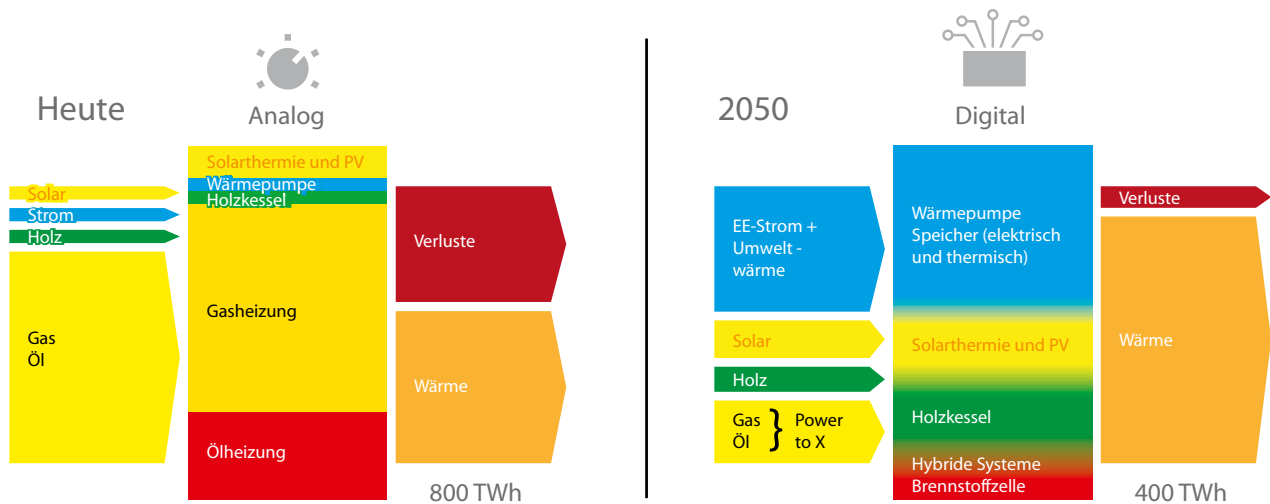 Heute
Analog
Solar
Strom
Holz
Gas
Öl
Solarthermie und PV
Wärmepumpe
Holzkessel
Gasheizung
Ölheizung
Verluste
Wärme
800 TWh
2050
Digital
EE-Strom +
Umwelt -
wärme
Solar
Holz
Gas
Öl
} Power
to X
Wärmepumpe
Speicher (elektrisch
und thermisch)
Solarthermie und PV
Holzkessel
Hybride Systeme
Brennstoffzelle
Verluste
Wärme
400 TWh